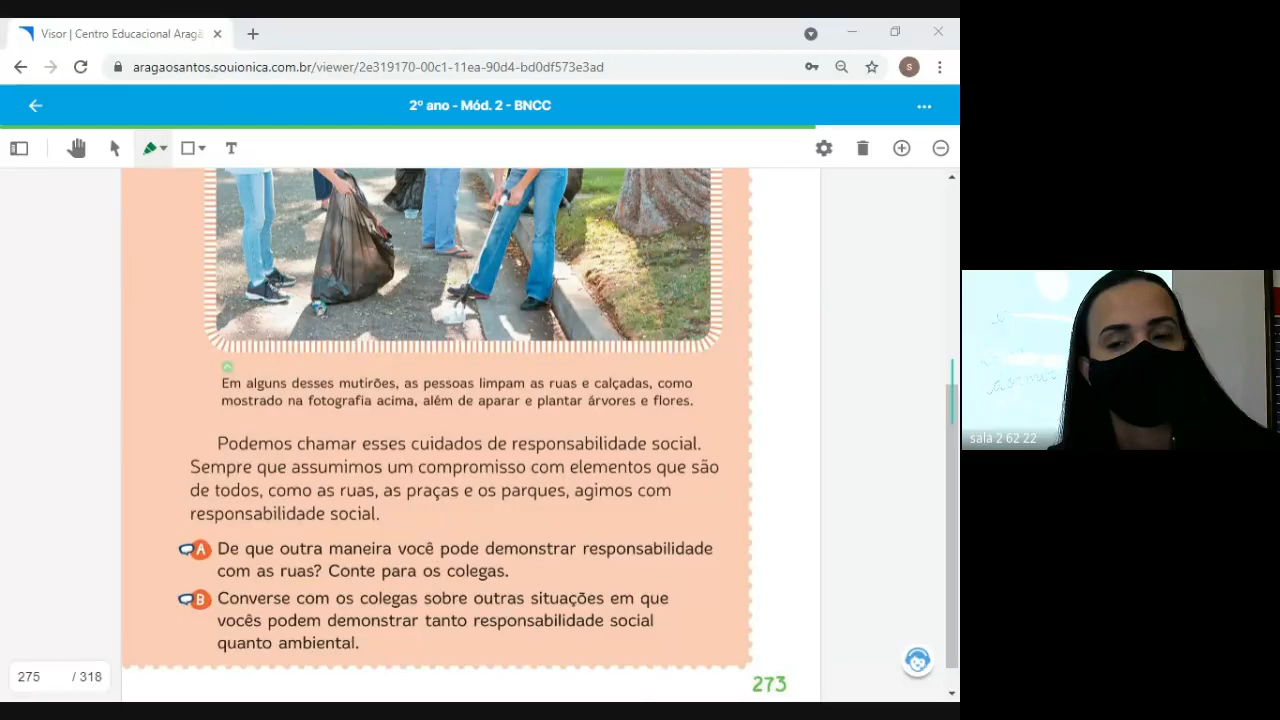 Visor | Centro Educacional Aragã
aragaosantos.souionica.com.br/viewer/2e319170-00c1-11ea-90d4-bd0df573e3ad
S
2º ano - Mód. 2 - BNCC
T
Em alguns desses mutirões, as pessoas limpam as ruas e calçadas, como
mostrado na fotografia acima, além de aparar e plantar árvores e flores.
Podemos chamar esses cuidados de responsabilidade social.
Sempre que assumimos um compromisso com elementos que são
de todos, como as ruas, as praças e os parques, agimos com
responsabilidade social.
A De que outra maneira você pode demonstrar responsabilidade
com as ruas? Conte para os colegas.
B Converse com os colegas sobre outras situações em que
vocês podem demonstrar tanto responsabilidade social
quanto ambiental.
275 / 318
273
sala 2 62 22